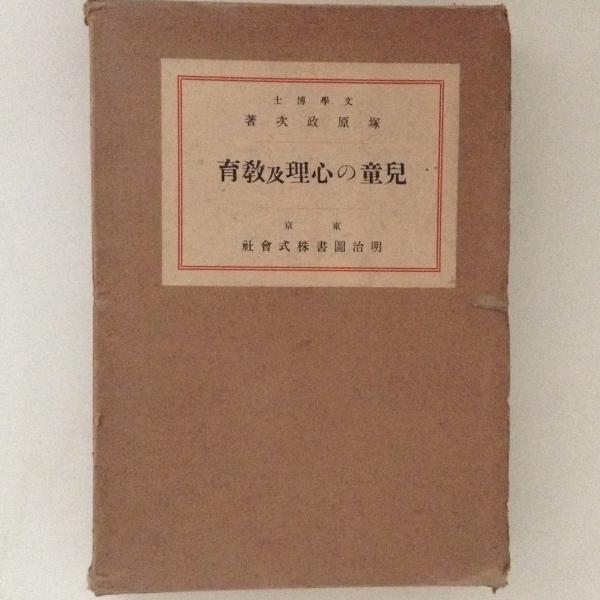 文學博士
塚原政次著
兒童の心理及敎育
東京
明治圖書株式會社